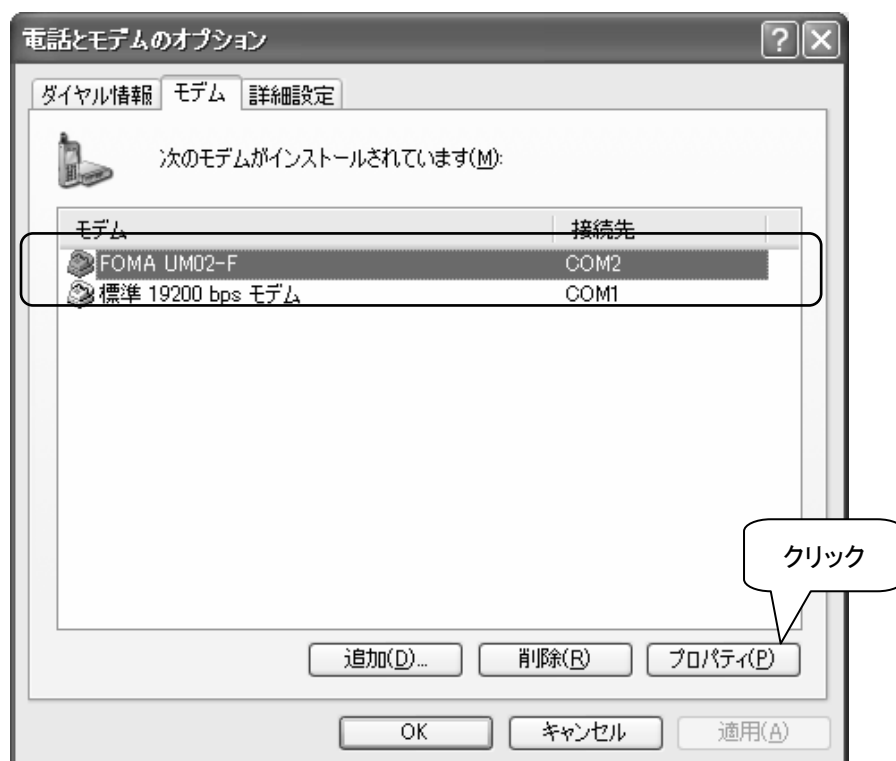 電話とモデムのオプション
ダイヤル情報 モデム 詳細設定
次のモデムがインストールされています(M):
モデム 接続先
FOMA UM02-F COM2
標準 19200 bps モデム COM1
クリック
追加(D)... 削除(R) プロパティ(P)
OK キャンセル 適用(A)